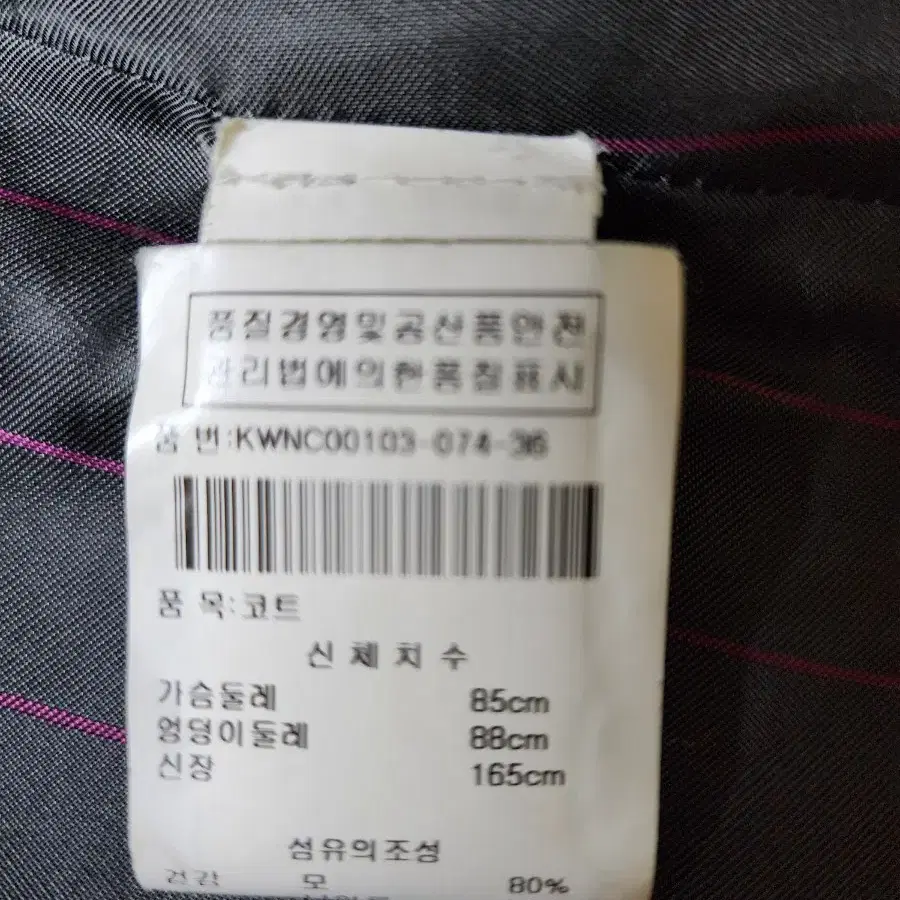 품질경영및공산품안전
관리법에의한품질표시
품 번:KWNC00103-074-36
품 목:코트
신 체 치 수
가슴둘레 85cm
엉덩이둘레 88cm
신장 165cm
섬유의조성
겉감 모 80%